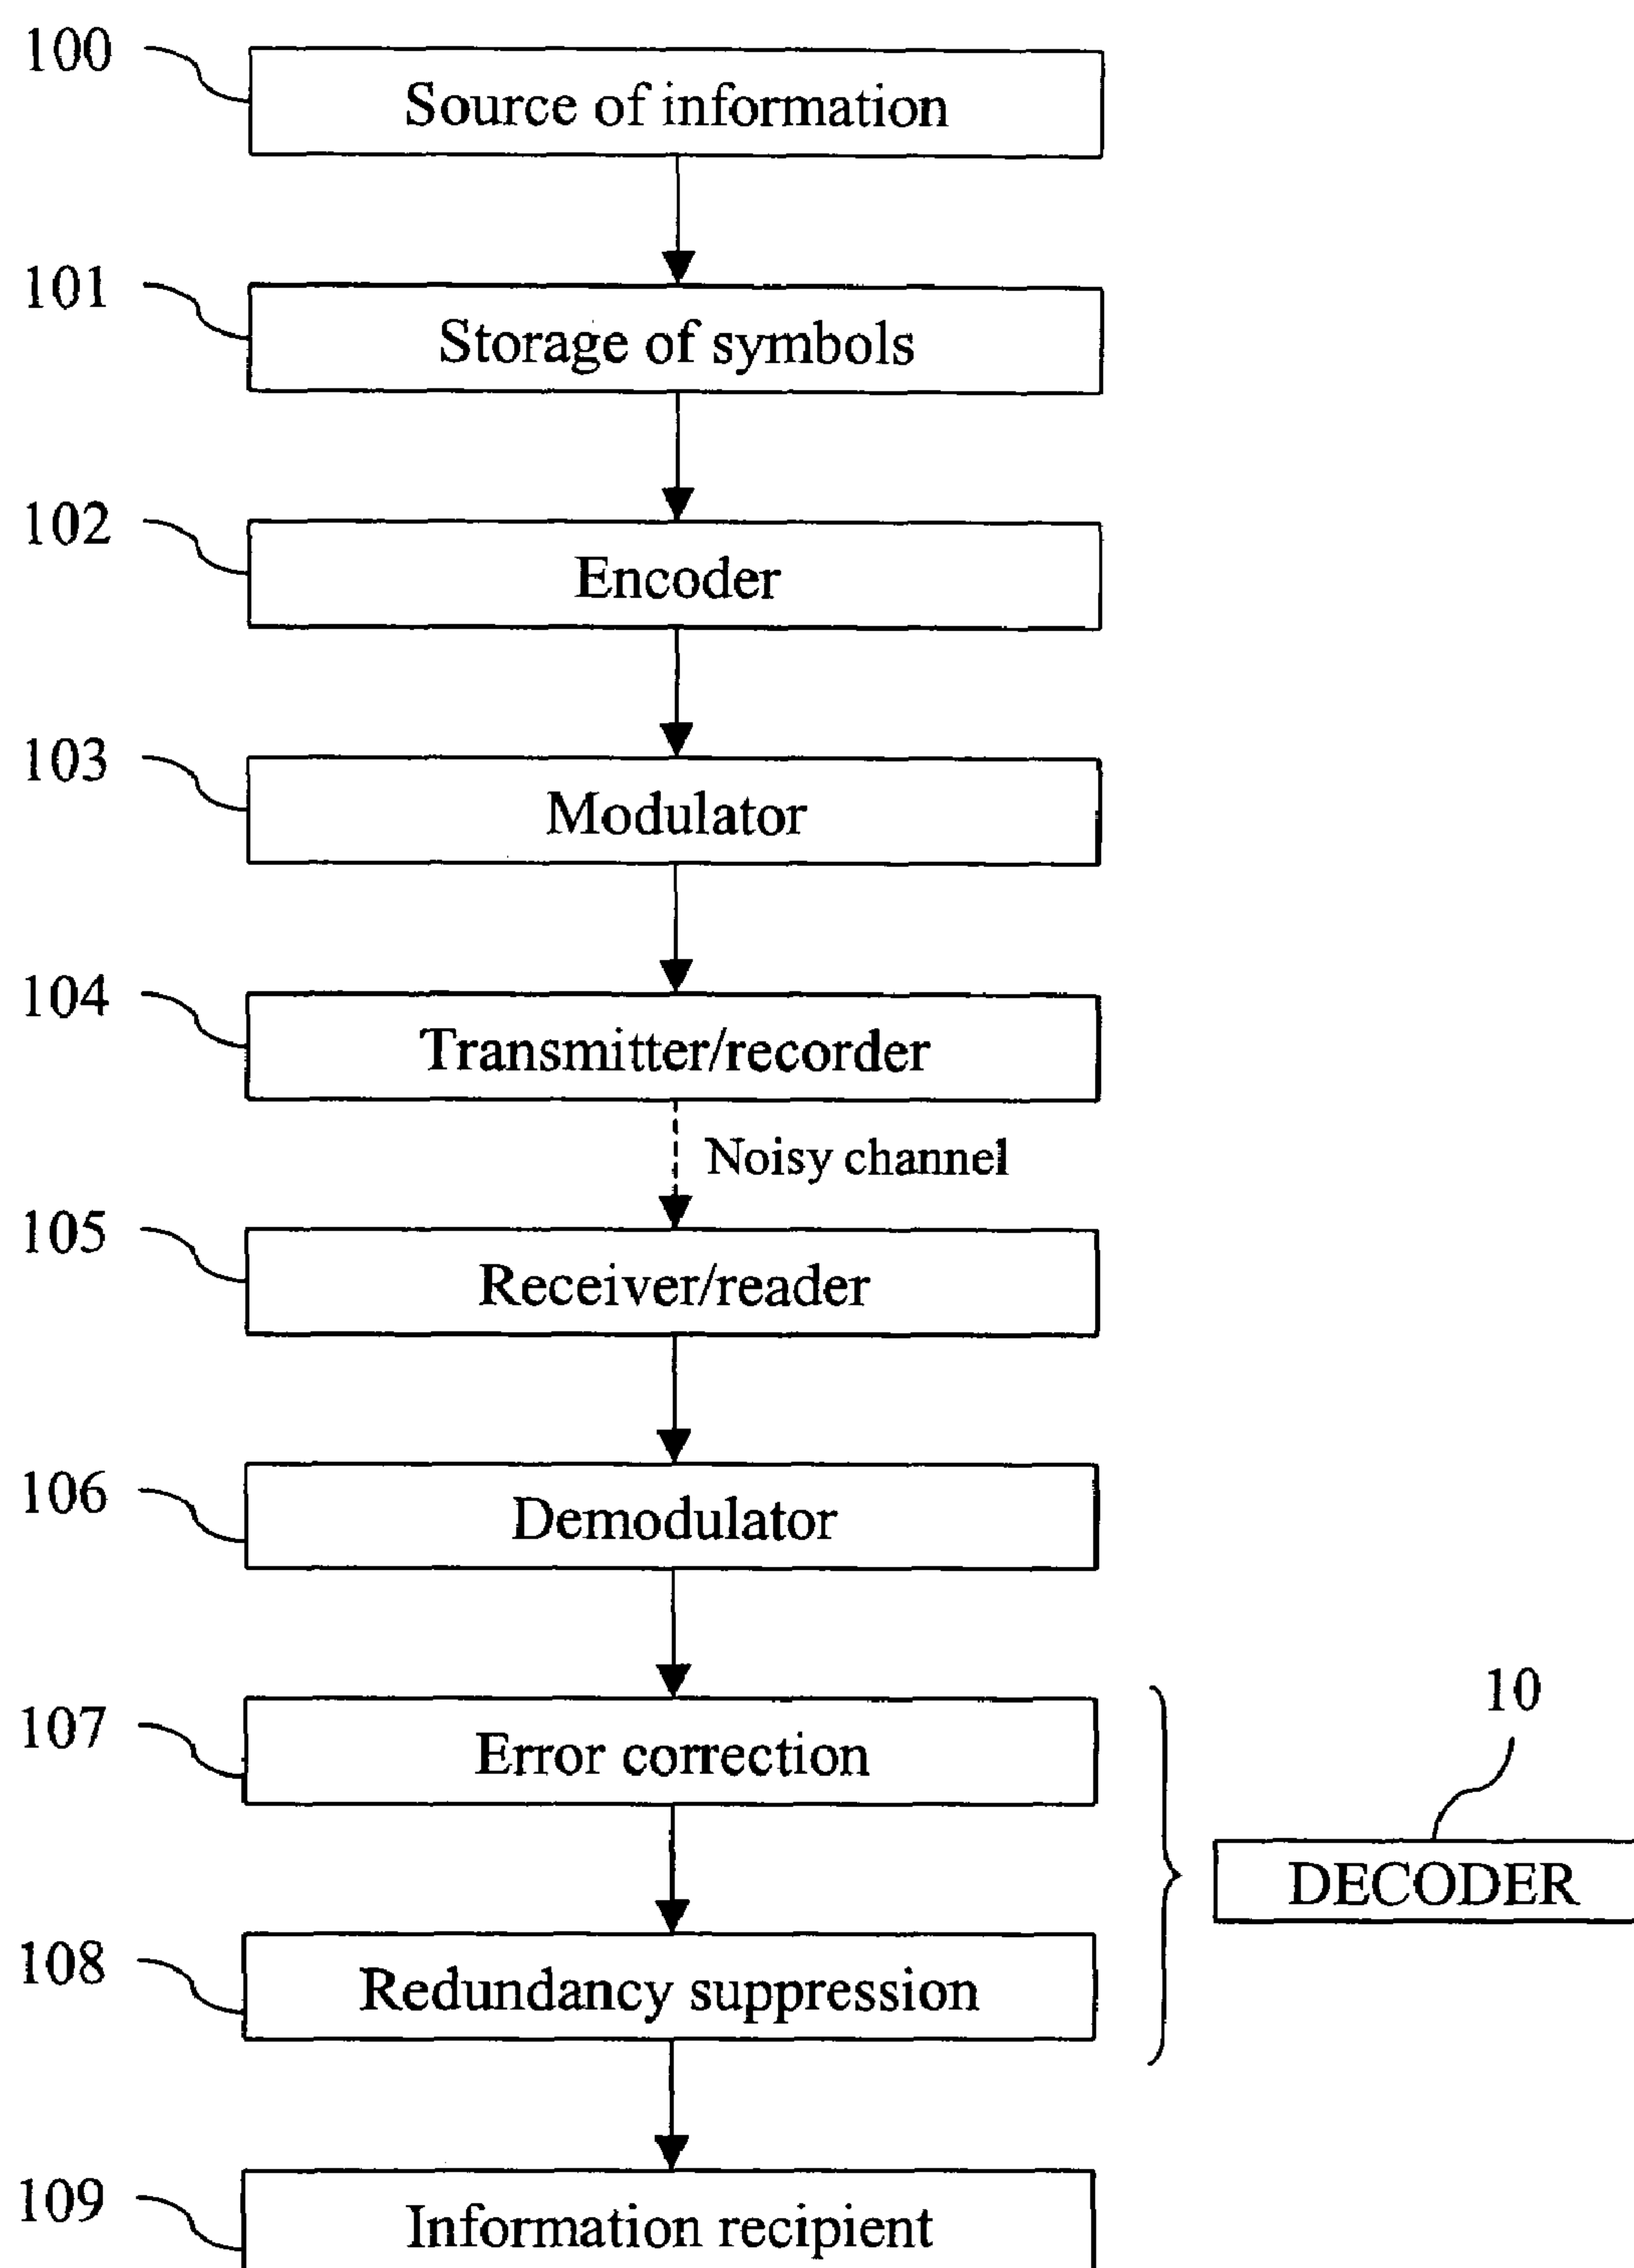 100
Source of information
101
Storage of symbols
102
Encoder
103
Modulator
104
Transmitter/recorder
Noisy channel
105
Receiver/reader
106
Demodulator
107
Error correction
10
DECODER
108
Redundancy suppression
109
Information recipient